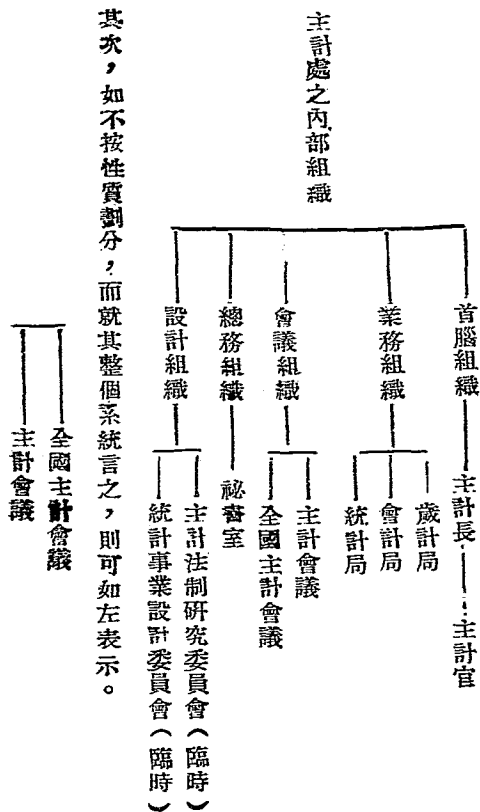 主計處之內部組織
首腦組織
主計長
主計官
業務組織
歲計局
會計局
統計局
會議組織
主計會議
全國主計會議
總務組織
祕書室
設計組織
主計法制研究委員會（臨時）
統計事業設計委員會（臨時）
其次，如不按性質劃分，而就其整個系統言之，則可如左表示。
全國主計會議
主計會議